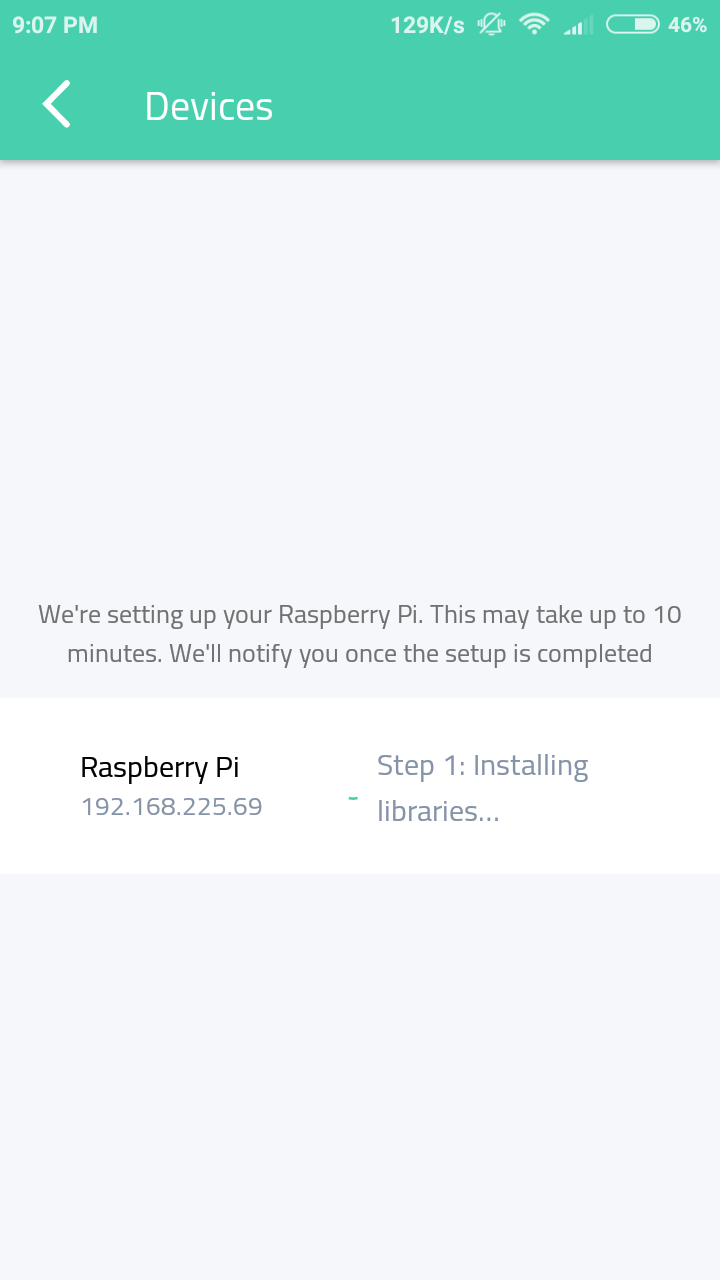 9:07 PM 129K/s 46%
Devices
We're setting up your Raspberry Pi. This may take up to 10
minutes. We'll notify you once the setup is completed
Raspberry Pi
192.168.225.69
Step 1: Installing
libraries...